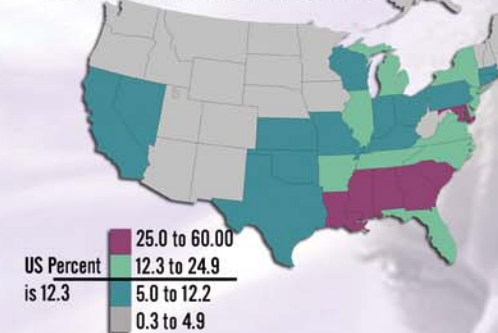 25.0 to 60.00
US Percent 12.3 to 24.9
is 12.3 5.0 to 12.2
0.3 to 4.9